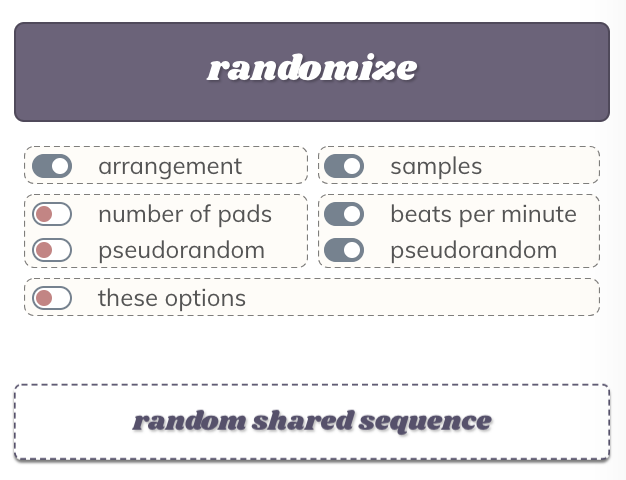 randomize
arrangement
samples
number of pads
beats per minute
pseudorandom
pseudorandom
these options
random shared sequence